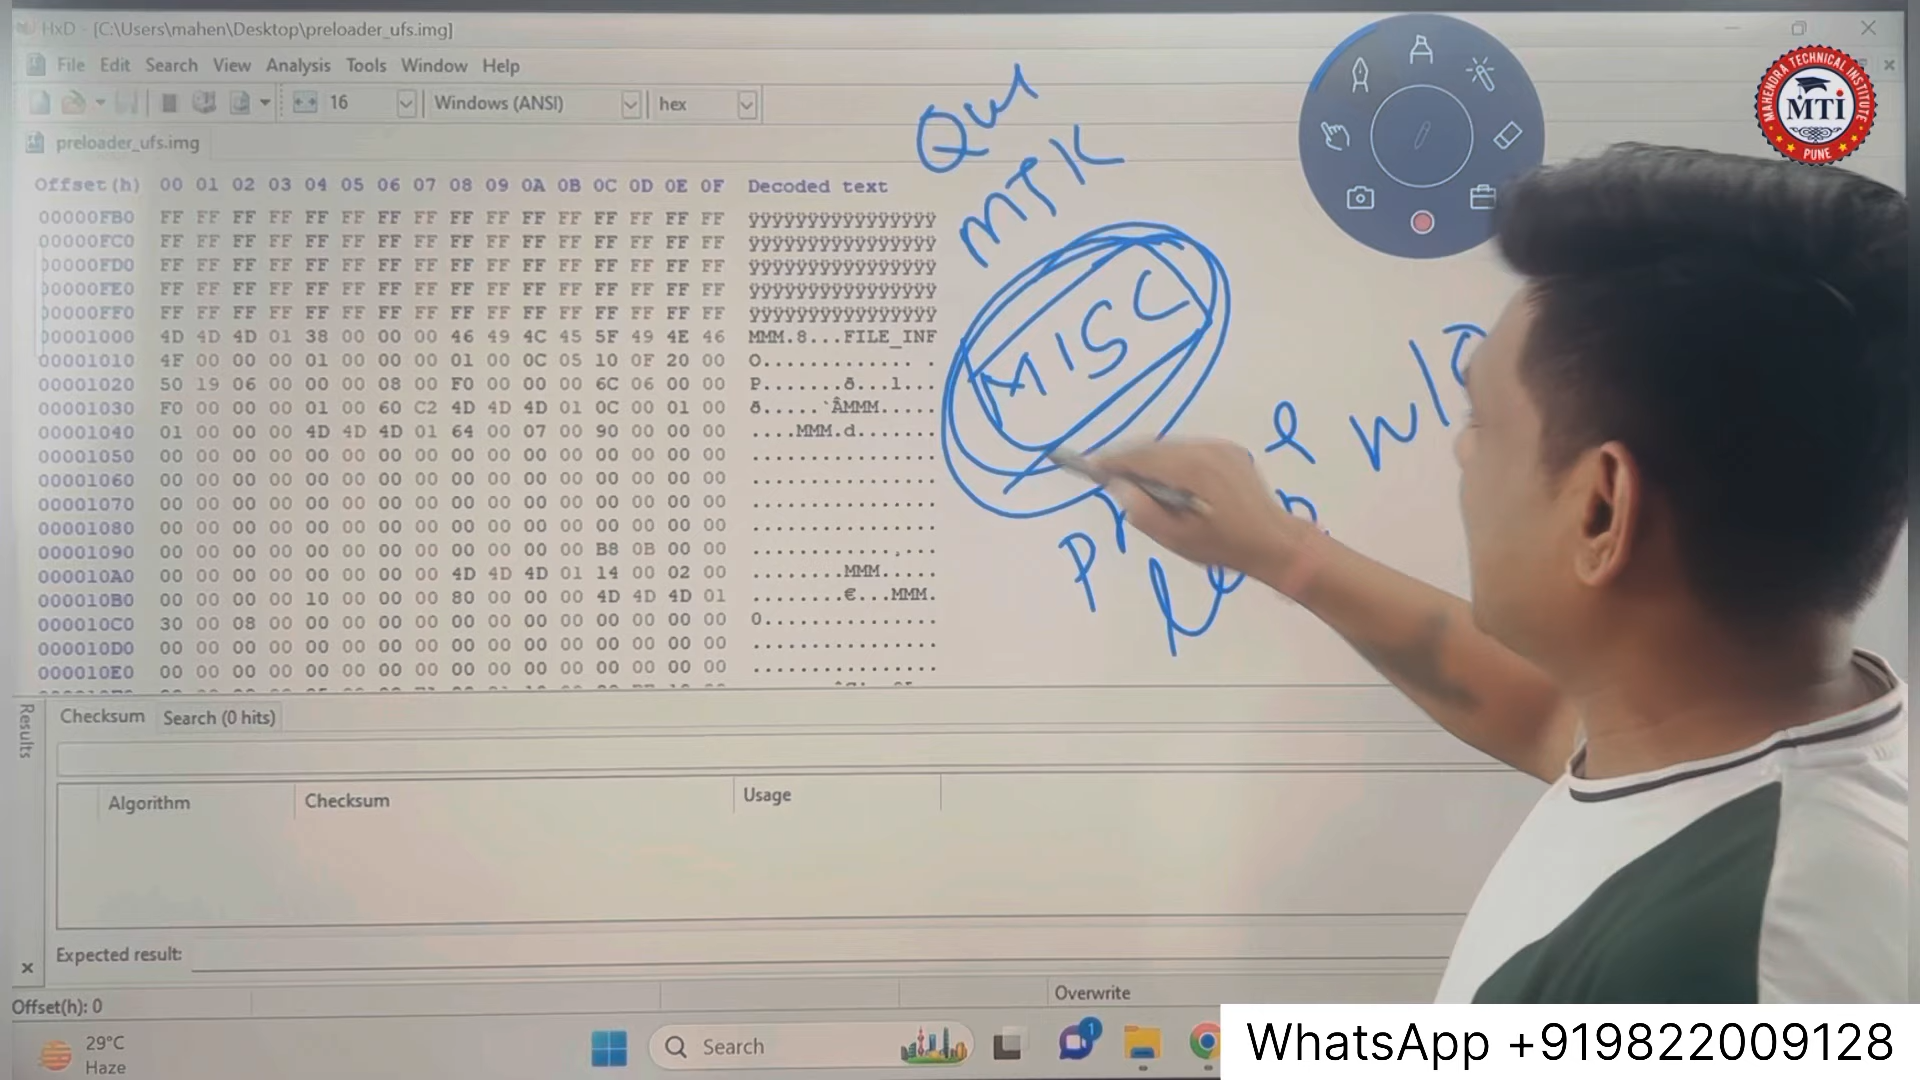 HxD - [C:\Users\mahen\Desktop\preloader_ufs.img]
File Edit Search View Analysis Tools Window Help
16 Windows (ANSI) hex
preloader_ufs.img
Offset(h) 00 01 02 03 04 05 06 07 08 09 0A 0B 0C 0D 0E 0F Decoded text
00000FB0 FF FF FF FF FF FF FF FF FF FF FF FF FF FF FF FF ÿÿÿÿÿÿÿÿÿÿÿÿÿÿÿÿ
00000FC0 FF FF FF FF FF FF FF FF FF FF FF FF FF FF FF FF ÿÿÿÿÿÿÿÿÿÿÿÿÿÿÿÿ
00000FD0 FF FF FF FF FF FF FF FF FF FF FF FF FF FF FF FF ÿÿÿÿÿÿÿÿÿÿÿÿÿÿÿÿ
00000FE0 FF FF FF FF FF FF FF FF FF FF FF FF FF FF FF FF ÿÿÿÿÿÿÿÿÿÿÿÿÿÿÿÿ
00000FF0 FF FF FF FF FF FF FF FF FF FF FF FF FF FF FF FF ÿÿÿÿÿÿÿÿÿÿÿÿÿÿÿÿ
00001000 4D 4D 4D 01 38 00 00 00 46 49 4C 45 5F 49 4E 46 MMM.8...FILE_INF
00001010 4F 00 00 00 01 00 00 00 01 00 0C 05 10 0F 20 00 O............. .
00001020 50 19 06 00 00 00 08 00 F0 00 00 00 6C 06 00 00 P.......ð...l...
00001030 F0 00 00 00 01 00 60 C2 4D 4D 4D 01 0C 00 01 00 ð.....`ÂMMM.....
00001040 01 00 00 00 4D 4D 4D 01 64 00 07 00 90 00 00 00 ....MMM.d.......
00001050 00 00 00 00 00 00 00 00 00 00 00 00 00 00 00 00 ................
00001060 00 00 00 00 00 00 00 00 00 00 00 00 00 00 00 00 ................
00001070 00 00 00 00 00 00 00 00 00 00 00 00 00 00 00 00 ................
00001080 00 00 00 00 00 00 00 00 00 00 00 00 00 00 00 00 ................
00001090 00 00 00 00 00 00 00 00 00 00 00 00 B8 0B 00 00 ............¸...
000010A0 00 00 00 00 00 00 00 00 4D 4D 4D 01 14 00 02 00 ........MMM.....
000010B0 00 00 00 00 10 00 00 00 80 00 00 00 4D 4D 4D 01 ........€...MMM.
000010C0 30 00 08 00 00 00 00 00 00 00 00 00 00 00 00 00 0...............
000010D0 00 00 00 00 00 00 00 00 00 00 00 00 00 00 00 00 ................
000010E0 00 00 00 00 00 00 00 00 00 00 00 00 00 00 00 00 ................
MTK
MISC
MAHENDRA TECHNICAL INSTITUTE
MTI
PUNE
Results
Checksum Search (0 hits)
Algorithm Checksum Usage
Expected result:
Offset(h): 0 Overwrite
29°C
Haze
Search
1
WhatsApp +919822009128